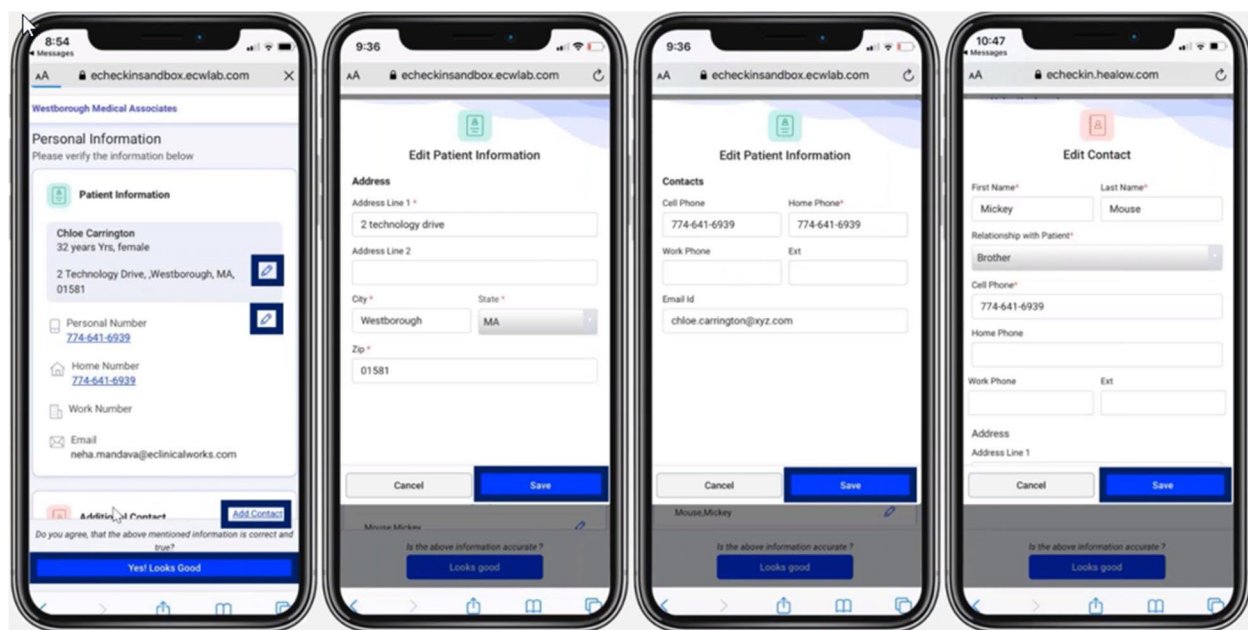 8:54
Messages
AA echeckinsandbox.ecwlab.com
Westborough Medical Associates
Personal Information
Please verify the information below
Patient Information
Chloe Carrington
32 years Yrs, female
2 Technology Drive, ,Westborough, MA,
01581
Personal Number
774-641-6939
Home Number
774-641-6939
Work Number
Email
neha.mandava@eclinicalworks.com
Additional Contact Add Contact
Do you agree, that the above mentioned information is correct and
true?
Yes! Looks Good
9:36
AA echeckinsandbox.ecwlab.com
Edit Patient Information
Address
Address Line 1 *
2 technology drive
Address Line 2
City * State *
Westborough MA
Zip *
01581
Cancel Save
Mouse,Mickey
Is the above information accurate ?
Looks good
9:36
AA echeckinsandbox.ecwlab.com
Edit Patient Information
Contacts
Cell Phone Home Phone*
774-641-6939 774-641-6939
Work Phone Ext
Email Id
chloe.carrington@xyz.com
Cancel Save
Mouse,Mickey
Is the above information accurate ?
Looks good
10:47
Messages
AA echeckin.healow.com
Edit Contact
First Name* Last Name*
Mickey Mouse
Relationship with Patient*
Brother
Cell Phone*
774-641-6939
Home Phone
Work Phone Ext
Address
Address Line 1
Cancel Save
Is the above information accurate ?
Looks good